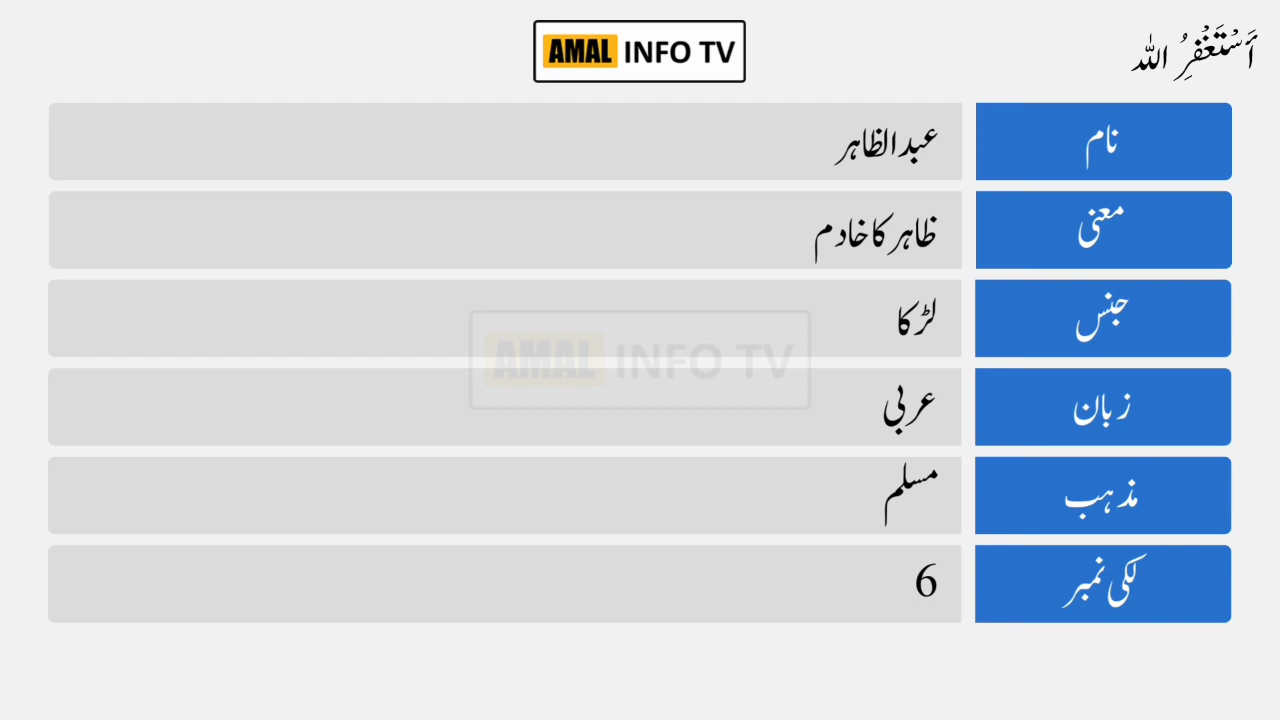 أَسْتَغْفِرُ اللّٰه
AMAL INFO TV
نام
عبدالظاہر
معنی
ظاہر کا خادم
جنس
لڑکا
زبان
عربی
مذہب
مسلم
لکی نمبر
6
AMAL INFO TV